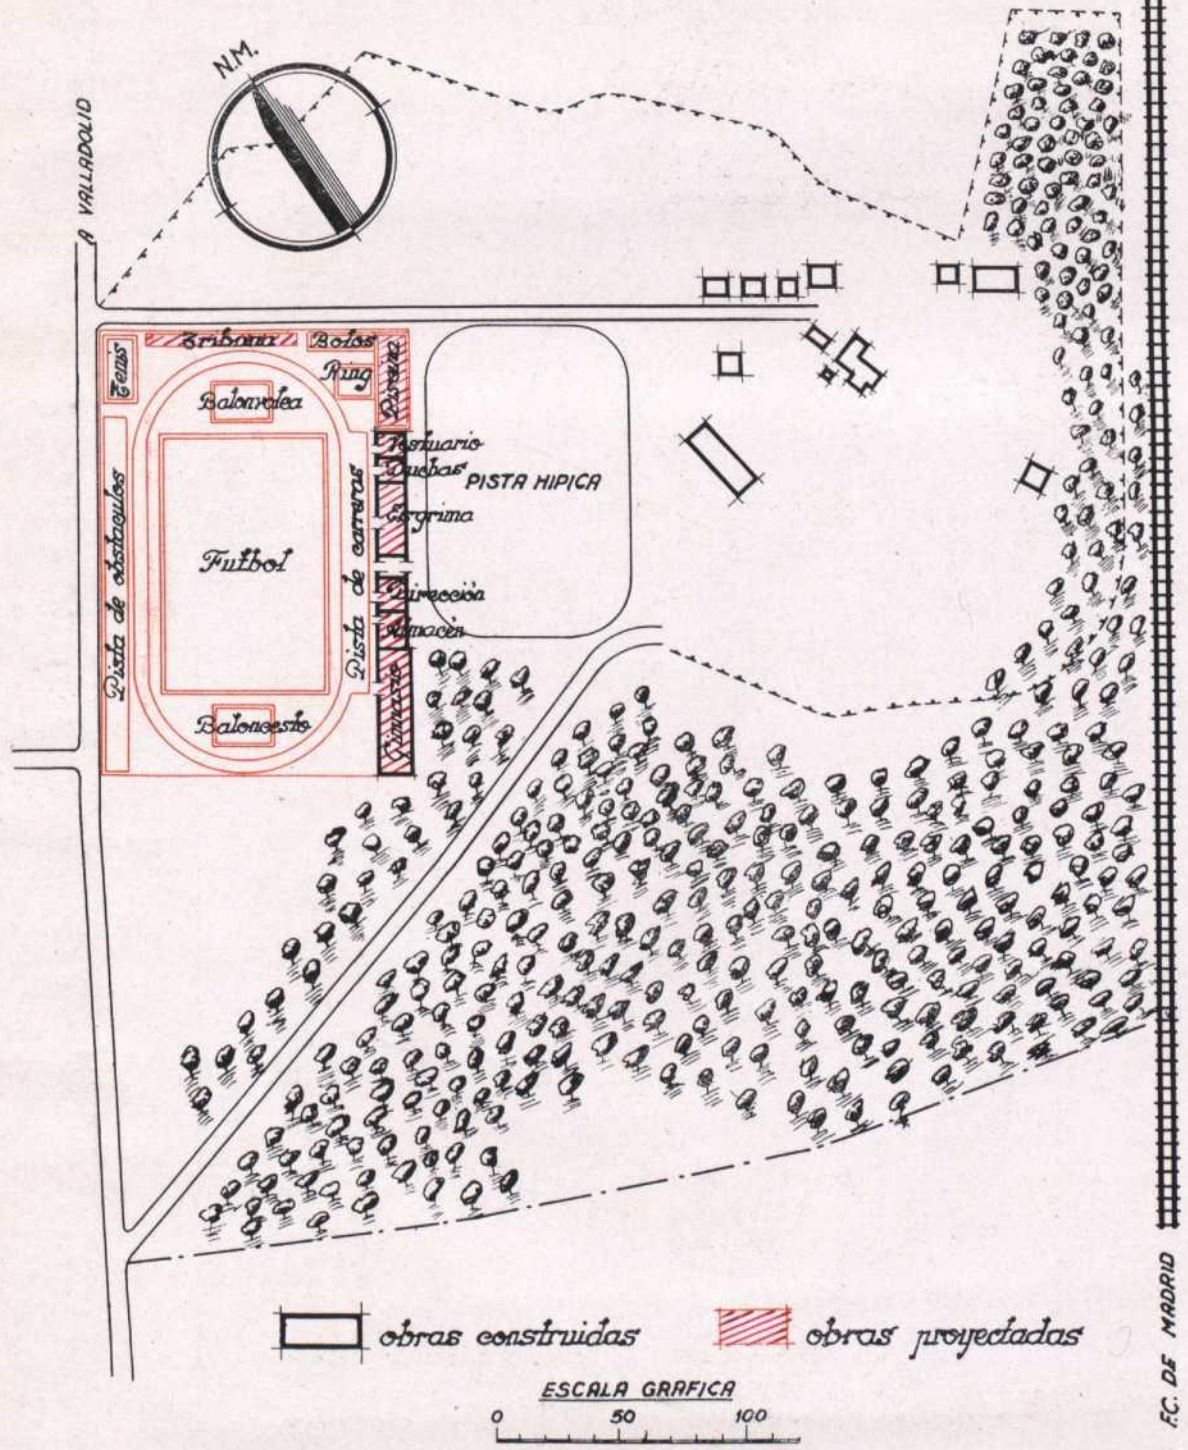 N.M.
A VALLADOLID
Tribuna
Bolos
Tenis
Ring
Piscina
Balonvolea
Vestuario
Duchas
PISTA HIPICA
Esgrima
Pista de obstaculos
Futbol
Pista de carreras
Dirección
Almacén
Gimnasio
Baloncesto
obras construidas
obras proyectadas
ESCALA GRAFICA
0 50 100
F.C. DE MADRID